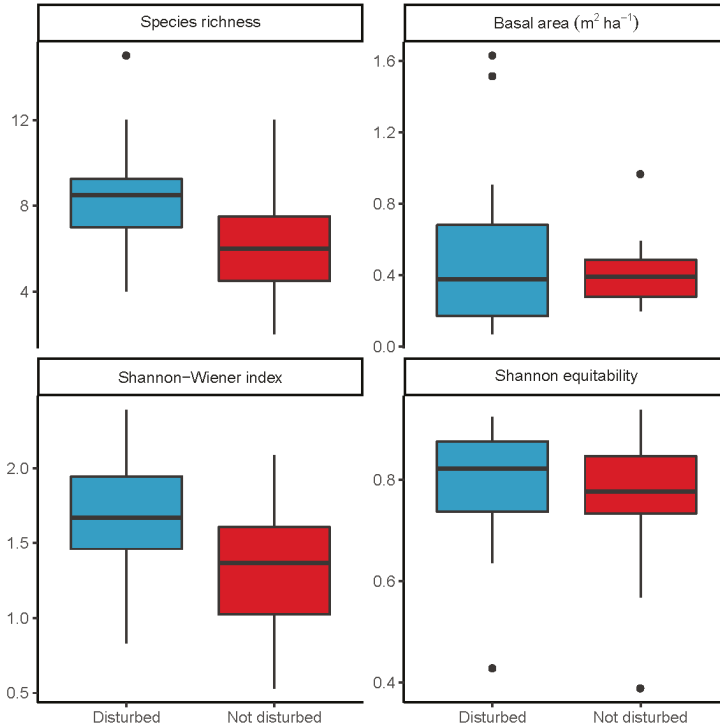 Species richness
Basal area (m² ha⁻¹)
12
8
4
1.6
1.2
0.8
0.4
0.0
Shannon−Wiener index
Shannon equitability
2.0
1.5
1.0
0.5
0.8
0.6
0.4
Disturbed Not disturbed
Disturbed Not disturbed